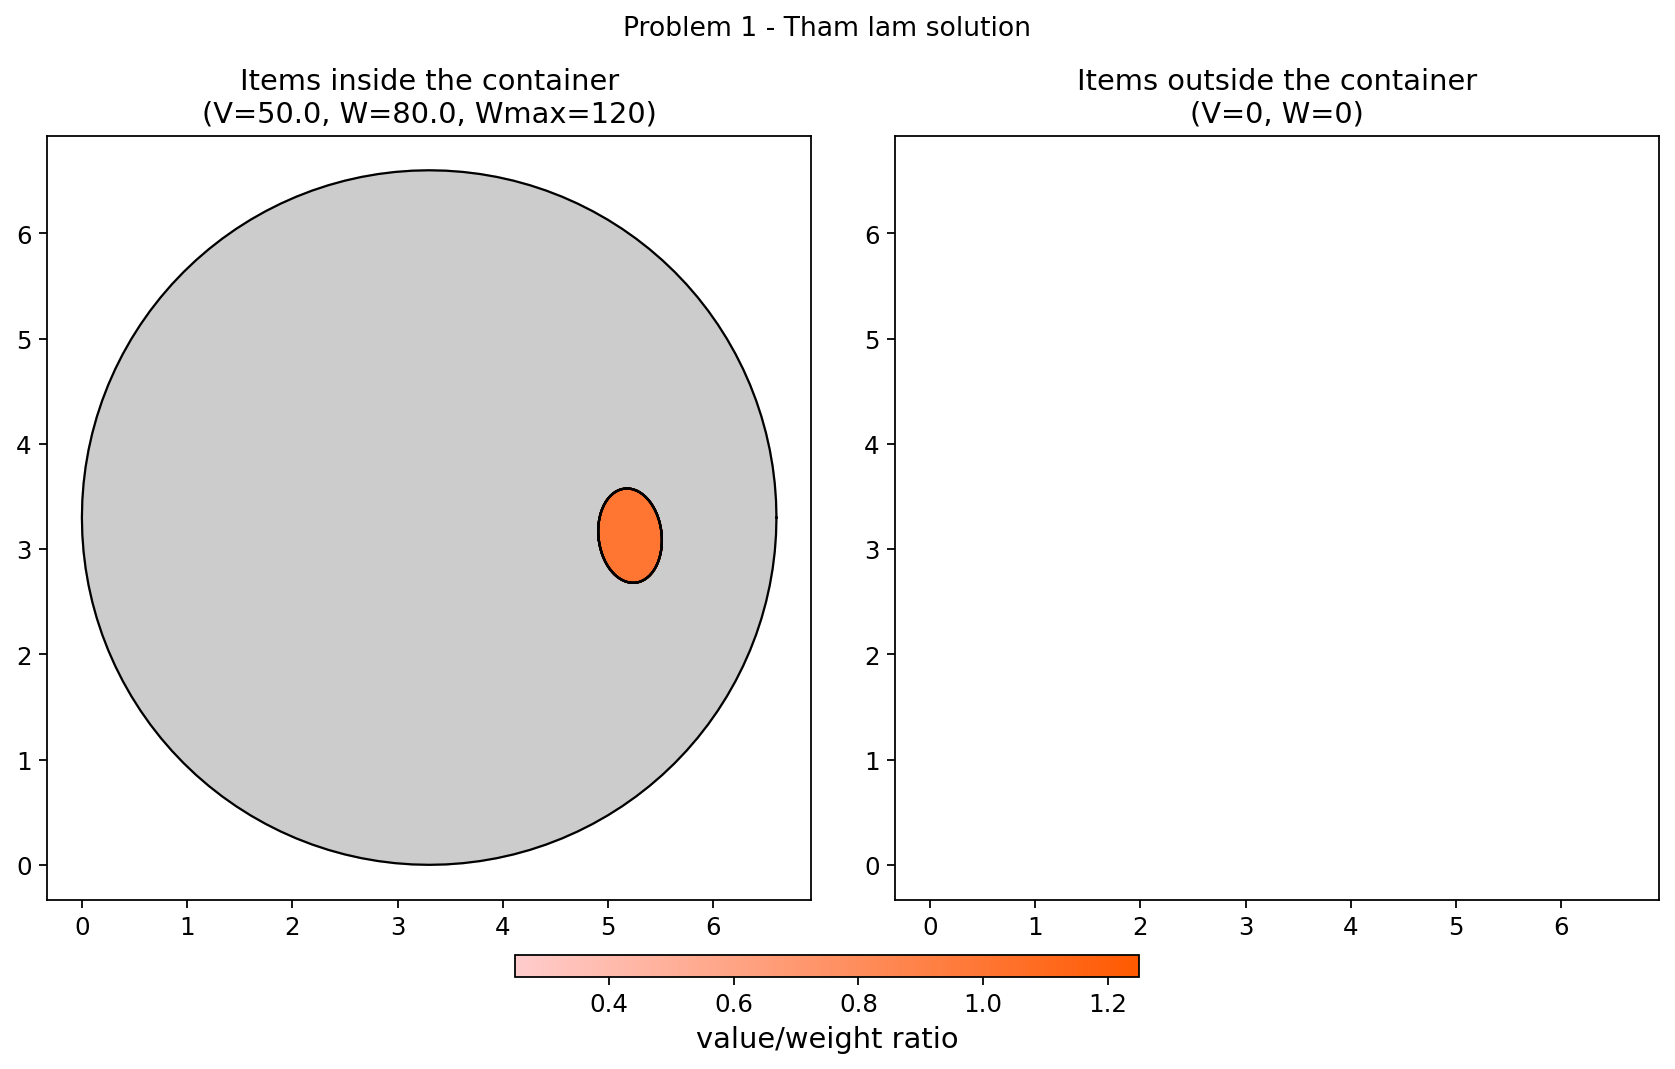 Problem 1 - Tham lam solution
Items inside the container
(V=50.0, W=80.0, Wmax=120)
6
5
4
3
2
1
0
0 1 2 3 4 5 6
Items outside the container
(V=0, W=0)
6
5
4
3
2
1
0
0 1 2 3 4 5 6
0.4 0.6 0.8 1.0 1.2
value/weight ratio